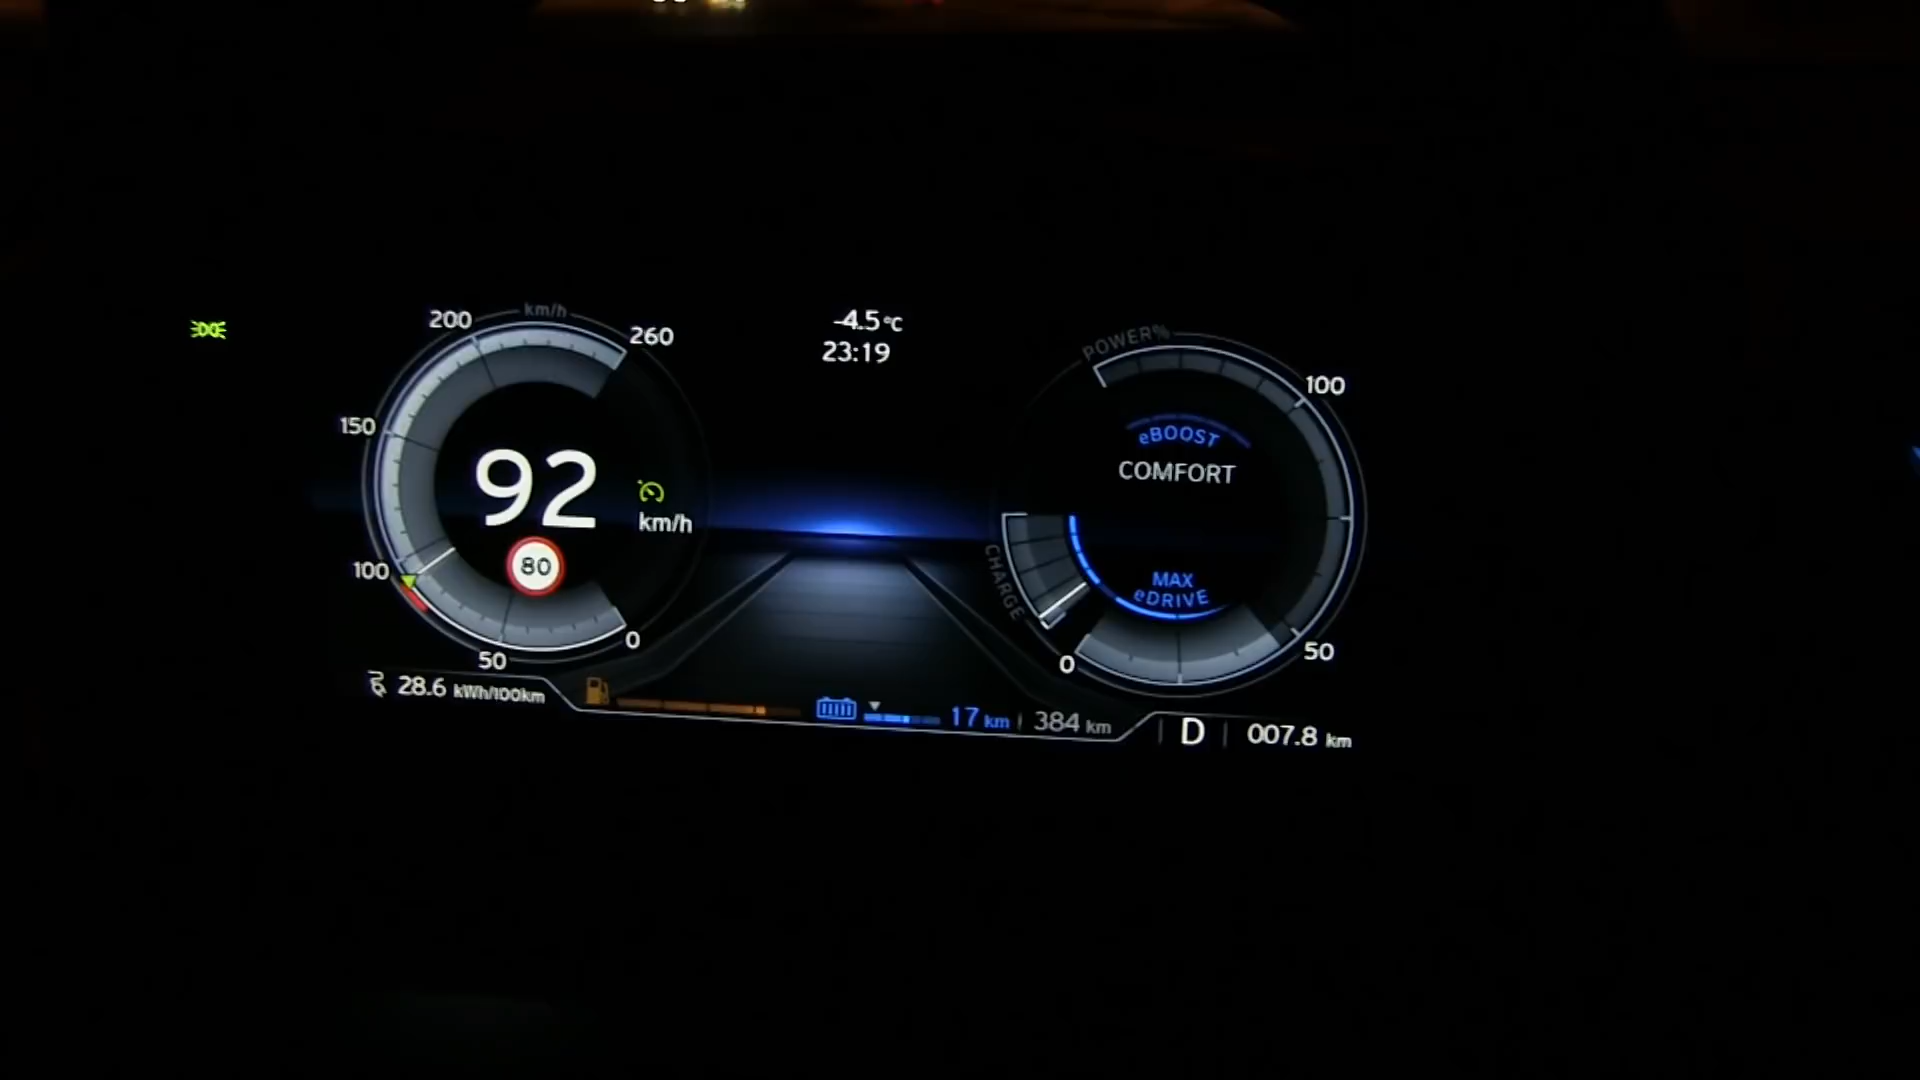 km/h
200
260
150
100
50
0
92
km/h
80
-4.5°C
23:19
POWER%
100
eBOOST
COMFORT
CHARGE
MAX
eDRIVE
0
50
28.6 kWh/100km
17 km | 384 km
D | 007.8 km